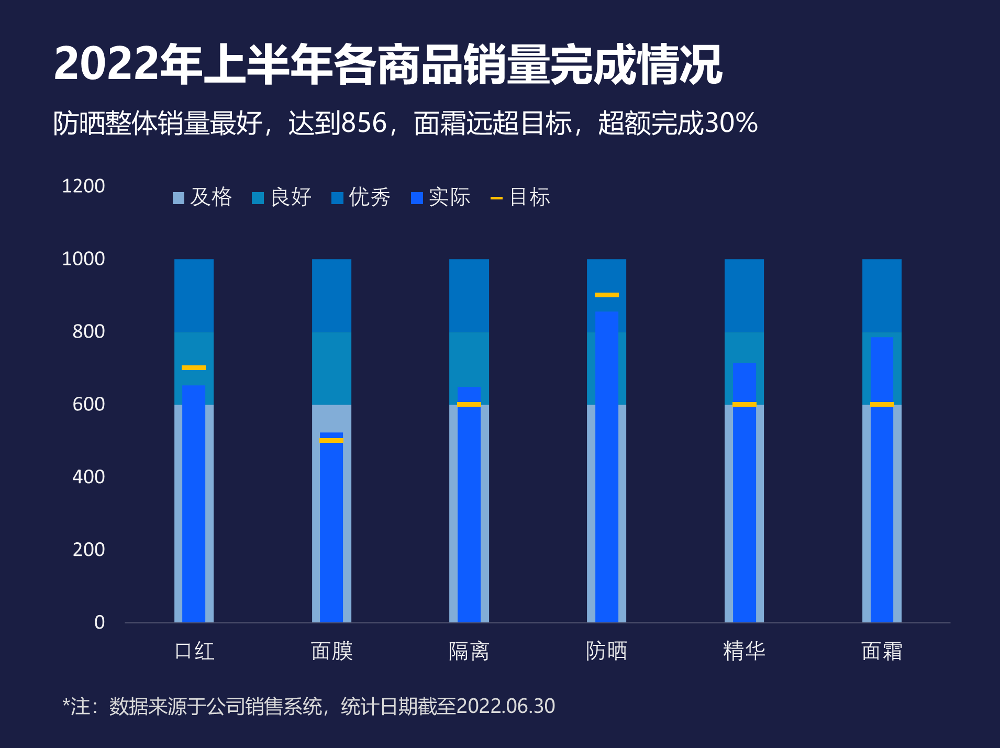 2022年上半年各商品销量完成情况
防晒整体销量最好，达到856，面霜远超目标，超额完成30%
及格 良好 优秀 实际 目标
1200
1000
800
600
400
200
0
口红 面膜 隔离 防晒 精华 面霜
*注：数据来源于公司销售系统，统计日期截至2022.06.30